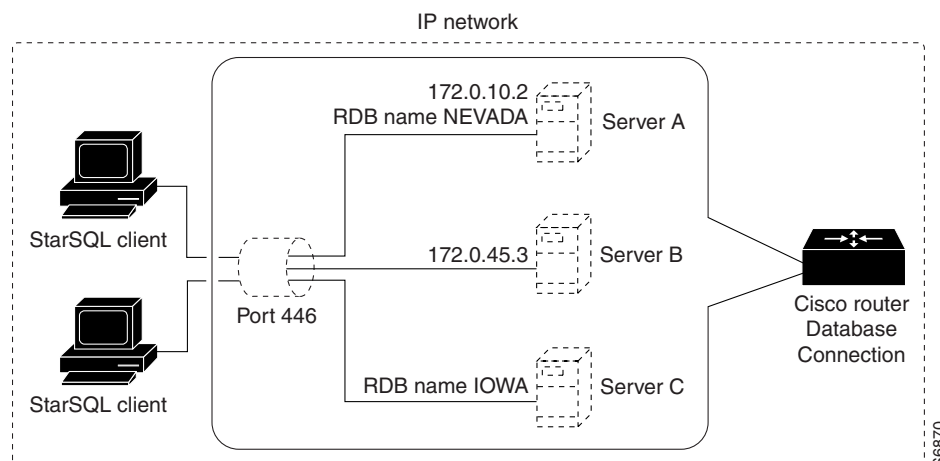 IP network
172.0.10.2
RDB name NEVADA
Server A
StarSQL client
172.0.45.3
Server B
Port 446
Cisco router
Database
Connection
RDB name IOWA
Server C
StarSQL client